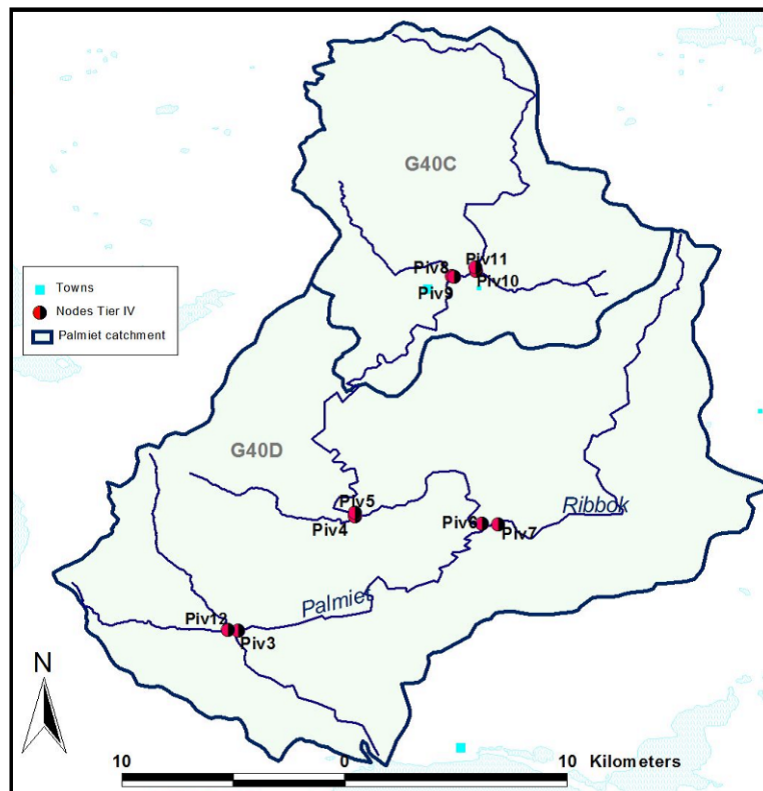 G40C
Piv11
Piv8
Piv10
Piv9
Towns
Nodes Tier IV
Palmiet catchment
G40D
Piv5
Ribbok
Piv4
Piv6
Piv7
Palmiet
Piv12
Piv3
N
10 0 10 Kilometers